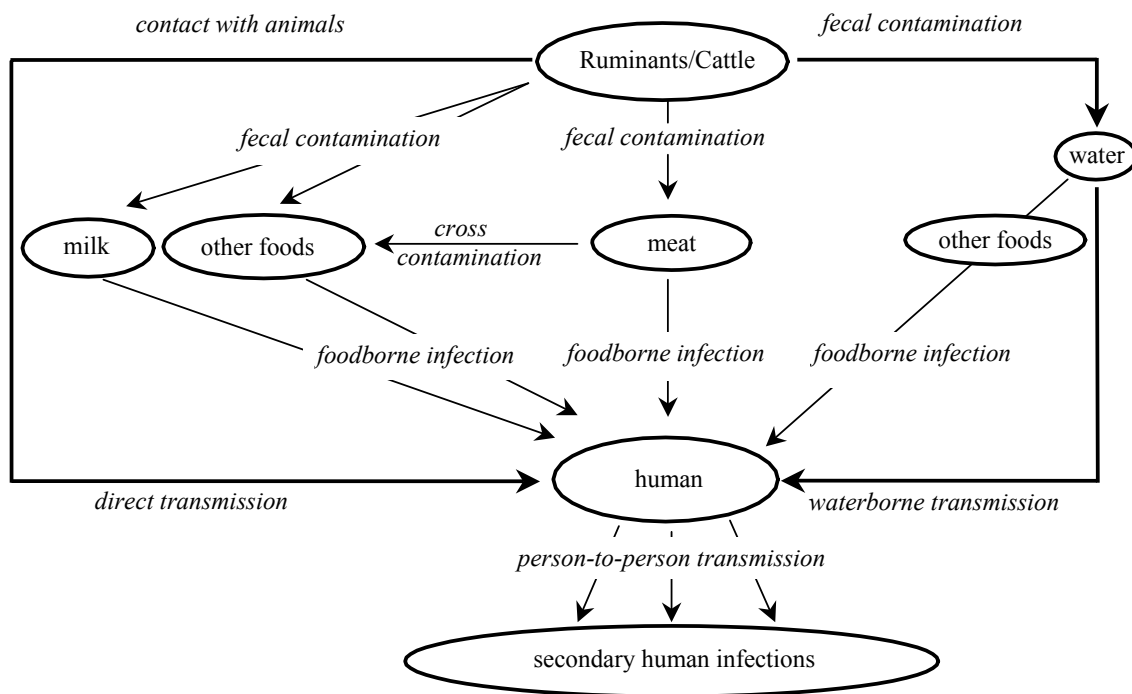 contact with animals
fecal contamination
Ruminants/Cattle
fecal contamination
fecal contamination
water
milk
other foods
cross
contamination
meat
other foods
foodborne infection
foodborne infection
foodborne infection
human
direct transmission
waterborne transmission
person-to-person transmission
secondary human infections